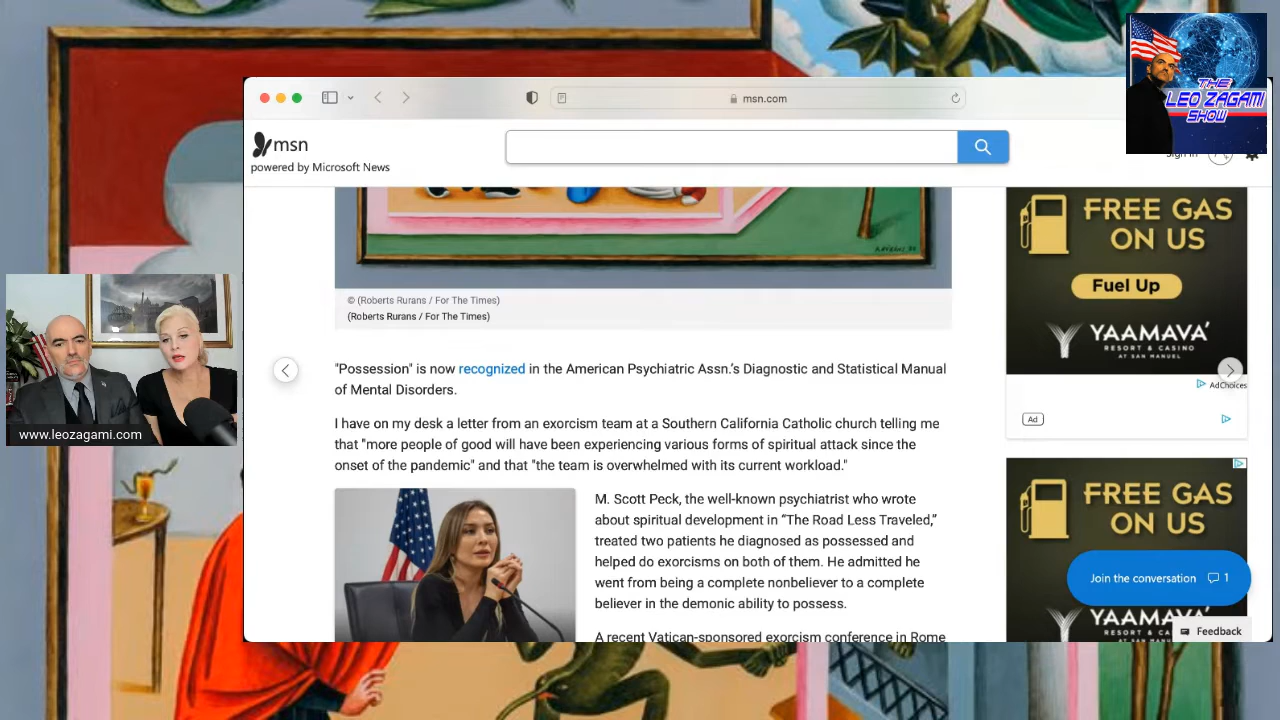 THE
LEO ZAGAMI
SHOW
msn.com
msn
powered by Microsoft News
© (Roberts Rurans / For The Times)
(Roberts Rurans / For The Times)
"Possession" is now recognized in the American Psychiatric Assn.'s Diagnostic and Statistical Manual
of Mental Disorders.
I have on my desk a letter from an exorcism team at a Southern California Catholic church telling me
that "more people of good will have been experiencing various forms of spiritual attack since the
onset of the pandemic" and that "the team is overwhelmed with its current workload."
M. Scott Peck, the well-known psychiatrist who wrote
about spiritual development in “The Road Less Traveled,”
treated two patients he diagnosed as possessed and
helped do exorcisms on both of them. He admitted he
went from being a complete nonbeliever to a complete
believer in the demonic ability to possess.
A recent Vatican-sponsored exorcism conference in Rome
FREE GAS
ON US
Fuel Up
YAAMAVA'
RESORT & CASINO
AT SAN MANUEL
AdChoices
Ad
FREE GAS
ON US
Join the conversation 1
YAAMAVA'
RESORT & CA
Feedback
www.leozagami.com